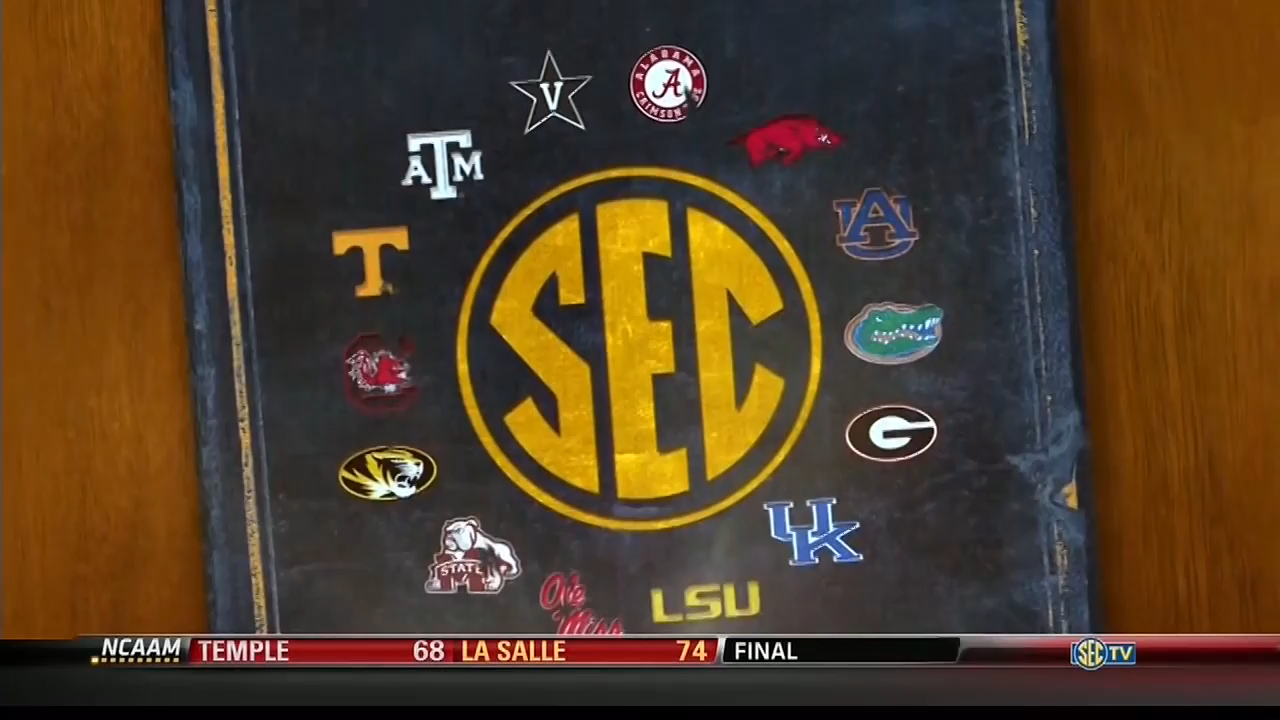 V
ALABAMA
A
CRIMSON
ATM
AU
T
SEC
C
G
STATE
M
UK
Ole
Miss
LSU
NCAAM TEMPLE 68 LA SALLE 74 FINAL SEC TV